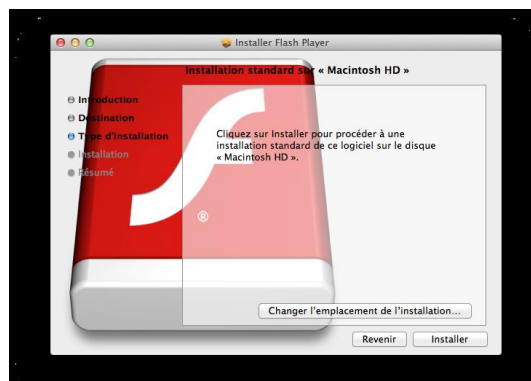 Installer Flash Player
Installation standard sur « Macintosh HD »
Introduction
Destination
Type d'installation
Installation
Résumé
Cliquez sur Installer pour procéder à une
installation standard de ce logiciel sur le disque
« Macintosh HD ».
®
Changer l'emplacement de l'installation...
Revenir
Installer